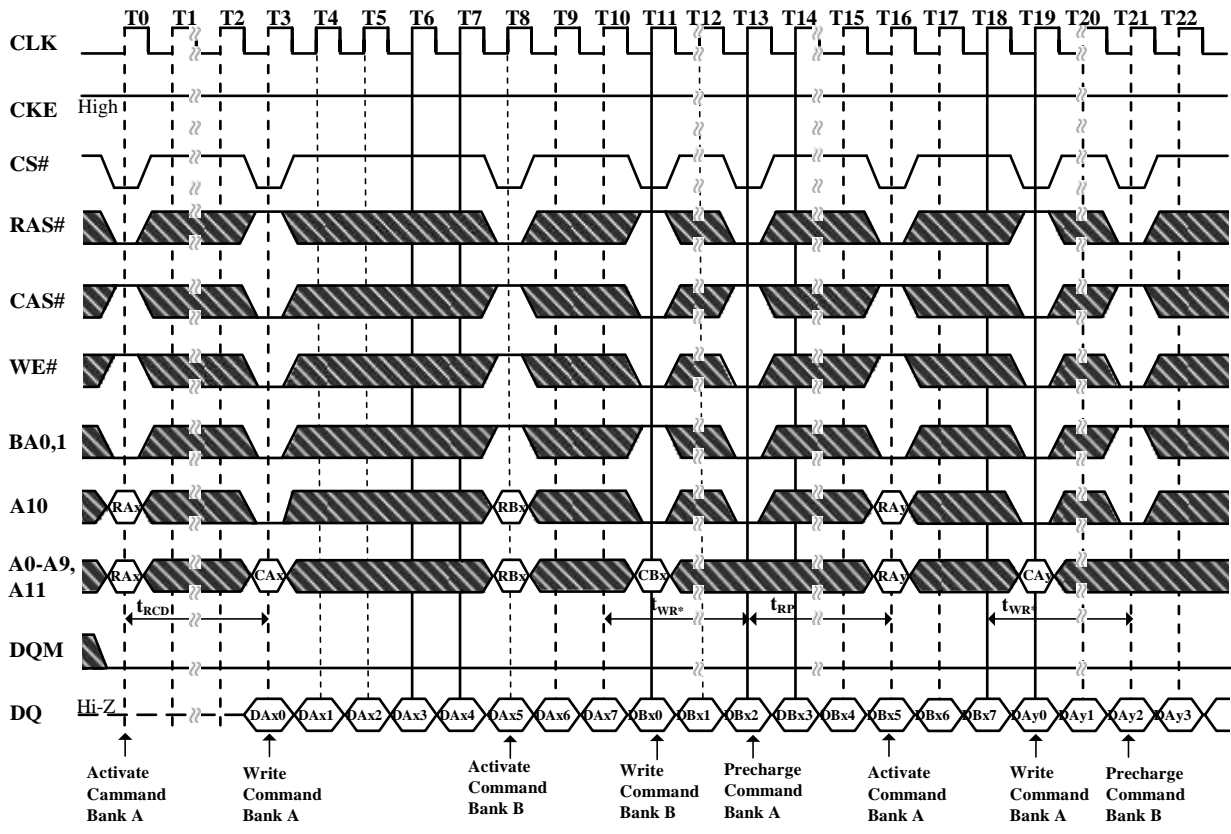 T0 T1 T2 T3 T4 T5 T6 T7 T8 T9 T10 T11 T12 T13 T14 T15 T16 T17 T18 T19 T20 T21 T22
CLK
CKE High
CS#
RAS#
CAS#
WE#
BA0,1
A10 RAx RBx RAy
A0-A9,
A11
RAx CAx RBx CBx RAy CAy
tRCD tWR* tRP tWR*
DQM
DQ Hi-Z DAx0 DAx1 DAx2 DAx3 DAx4 DAx5 DAx6 DAx7 DBx0 DBx1 DBx2 DBx3 DBx4 DBx5 DBx6 DBx7 DAy0 DAy1 DAy2 DAy3
Activate
Cammand
Bank A
Write
Command
Bank A
Activate
Command
Bank B
Write
Command
Bank B
Precharge
Command
Bank A
Activate
Command
Bank A
Write
Command
Bank A
Precharge
Command
Bank B